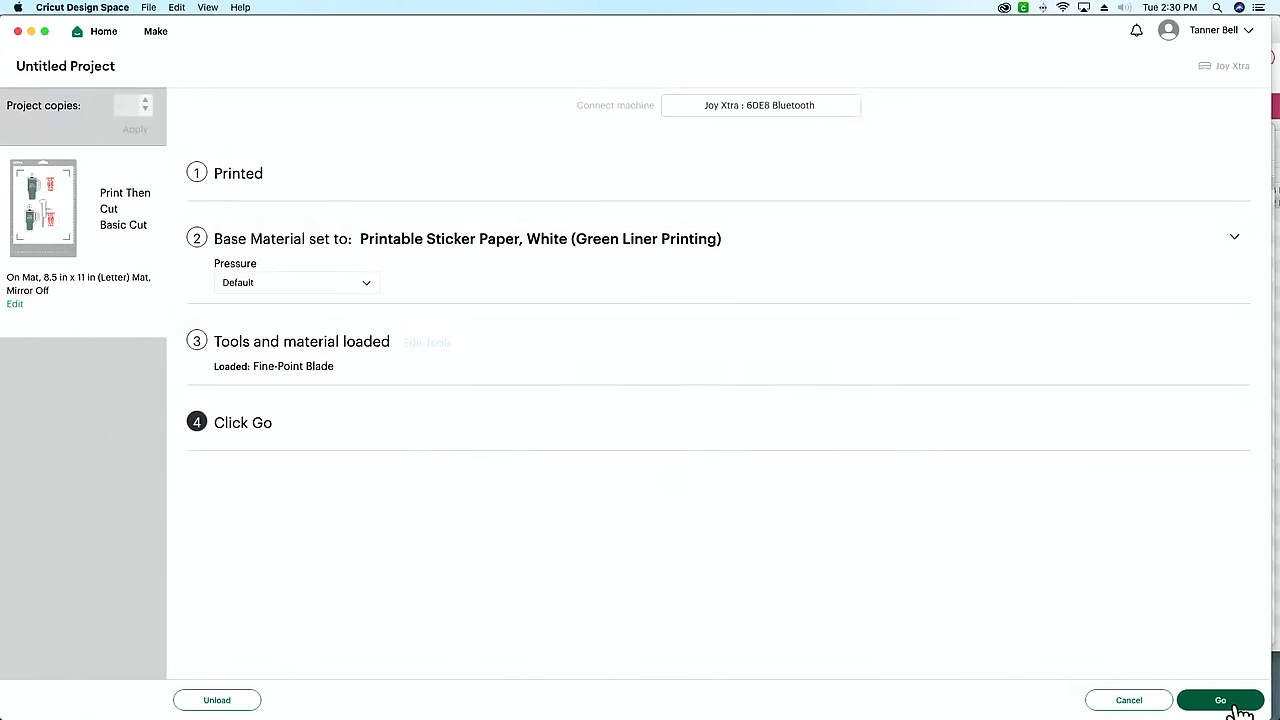 Cricut Design Space File Edit View Help Tue 2:30 PM
Home Make Tanner Bell
Untitled Project Joy Xtra
Project copies:
Apply
Connect machine Joy Xtra : 6DE8 Bluetooth
Print Then
Cut
Basic Cut
On Mat, 8.5 in x 11 in (Letter) Mat,
Mirror Off
Edit
1 Printed
2 Base Material set to: Printable Sticker Paper, White (Green Liner Printing)
Pressure
Default
3 Tools and material loaded Edit Tools
Loaded: Fine-Point Blade
4 Click Go
Unload Cancel Go